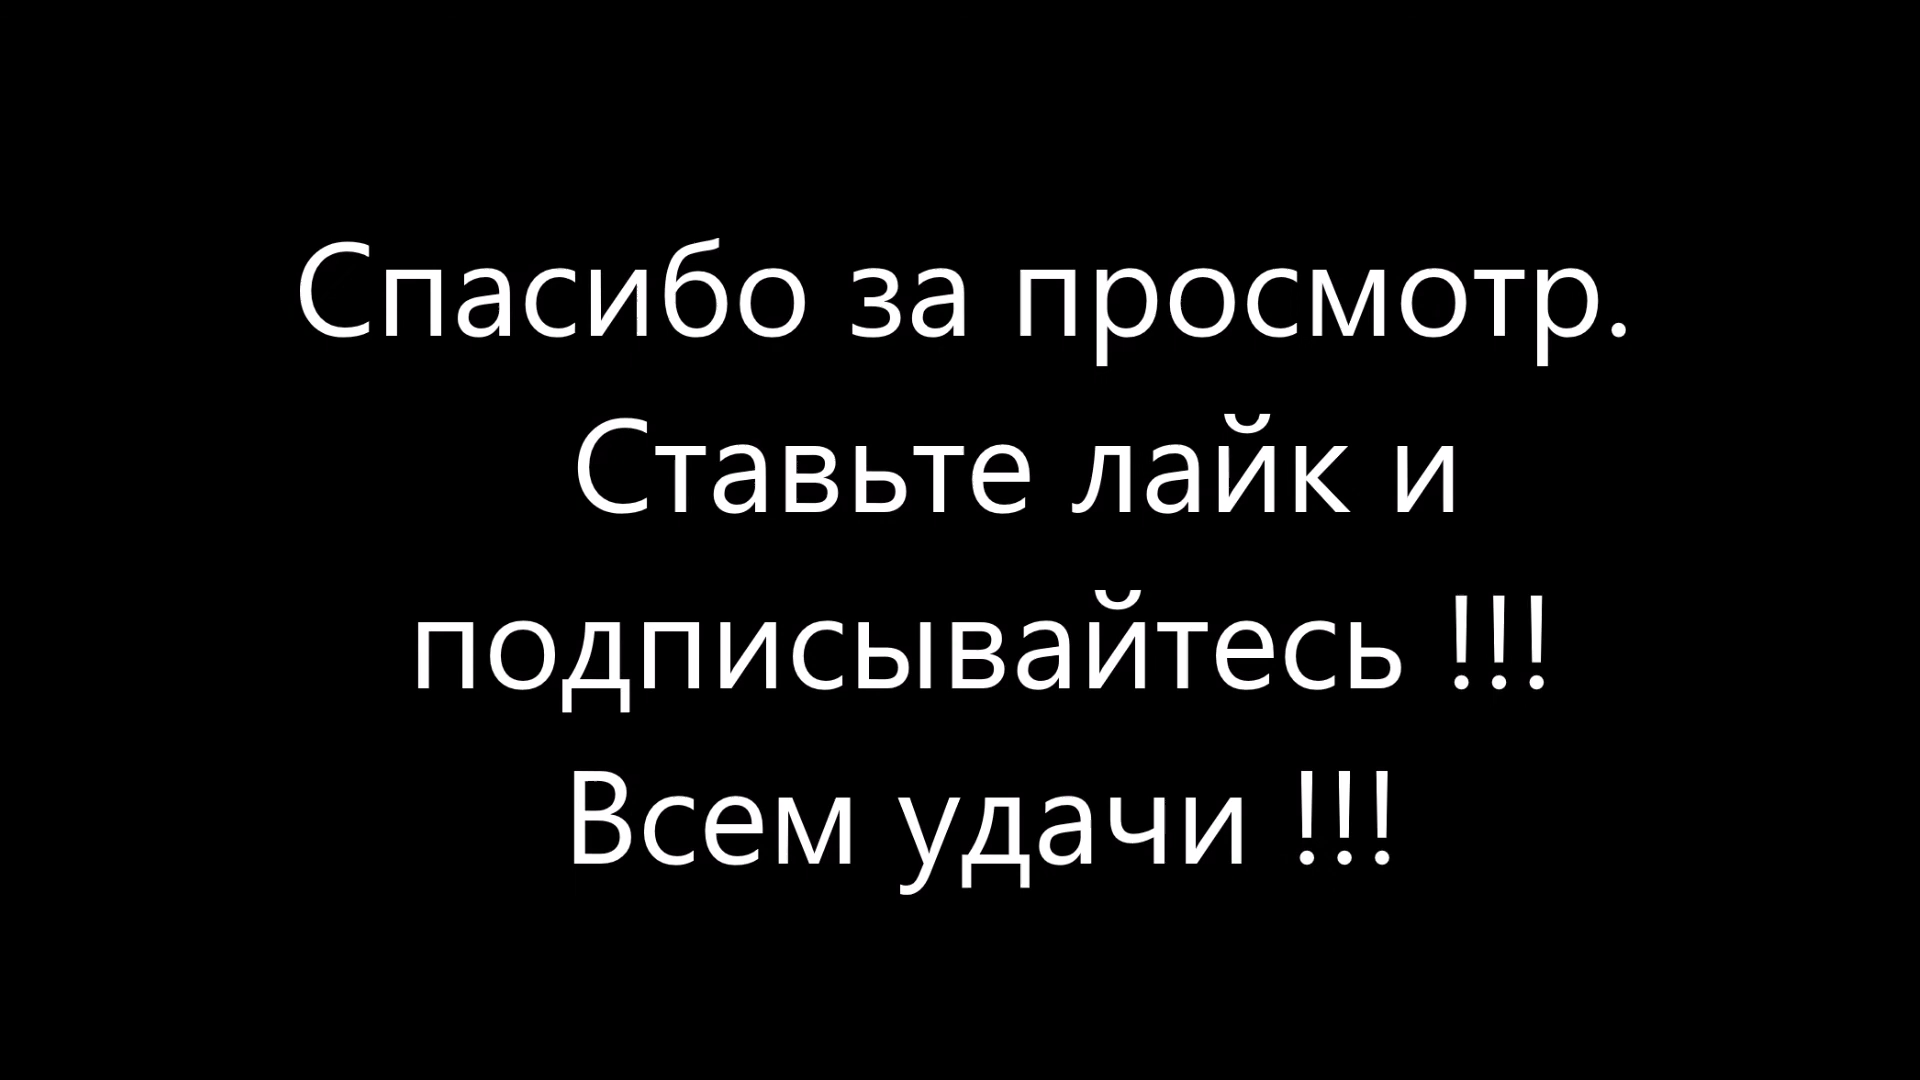 Спасибо за просмотр.
Ставьте лайк и
подписывайтесь !!!
Всем удачи !!!